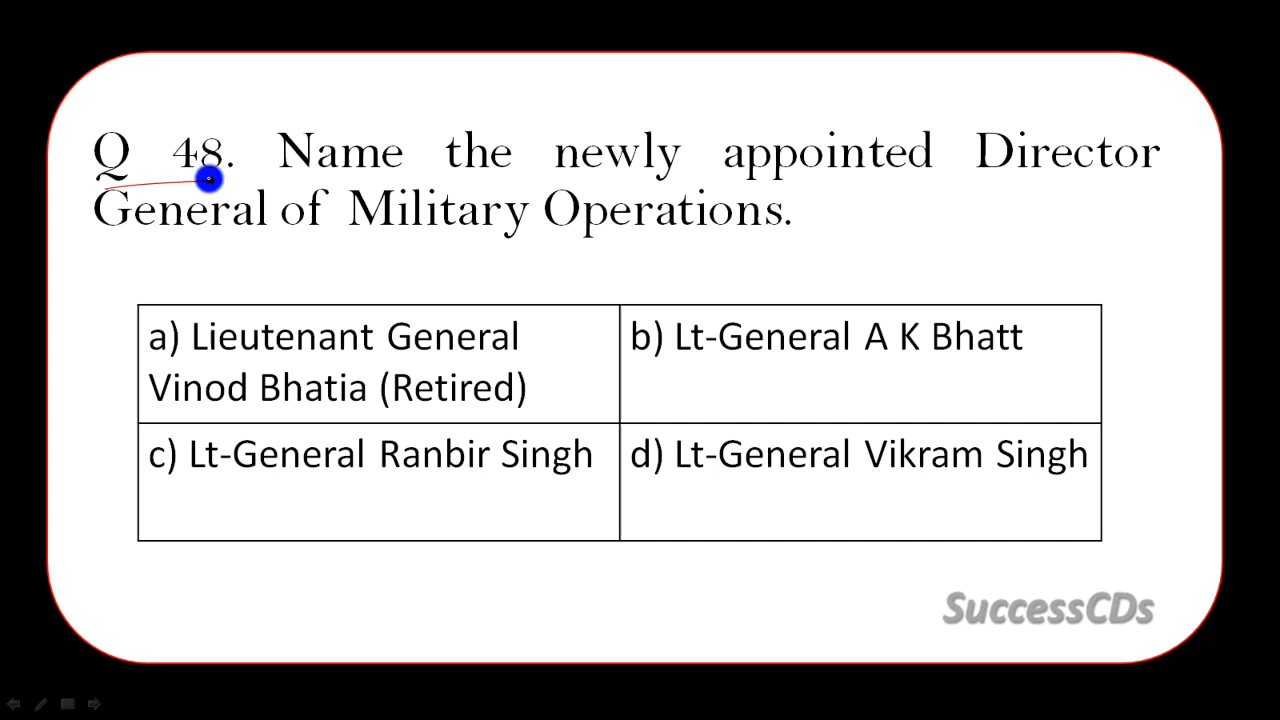 Q 48. Name the newly appointed Director
General of Military Operations.
a) Lieutenant General
Vinod Bhatia (Retired)
b) Lt-General A K Bhatt
c) Lt-General Ranbir Singh
d) Lt-General Vikram Singh
SuccessCDs